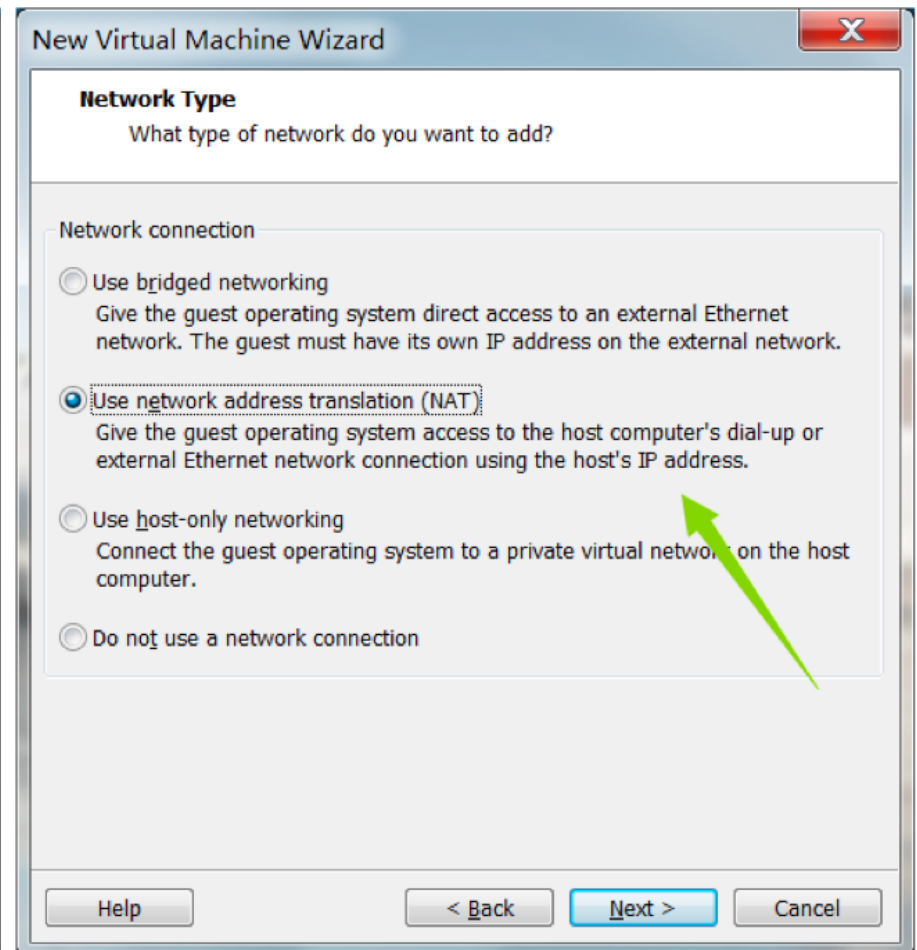 New Virtual Machine Wizard
X
Network Type
What type of network do you want to add?
Network connection
Use bridged networking
Give the guest operating system direct access to an external Ethernet
network. The guest must have its own IP address on the external network.
Use network address translation (NAT)
Give the guest operating system access to the host computer's dial-up or
external Ethernet network connection using the host's IP address.
Use host-only networking
Connect the guest operating system to a private virtual network on the host
computer.
Do not use a network connection
Help
< Back
Next >
Cancel